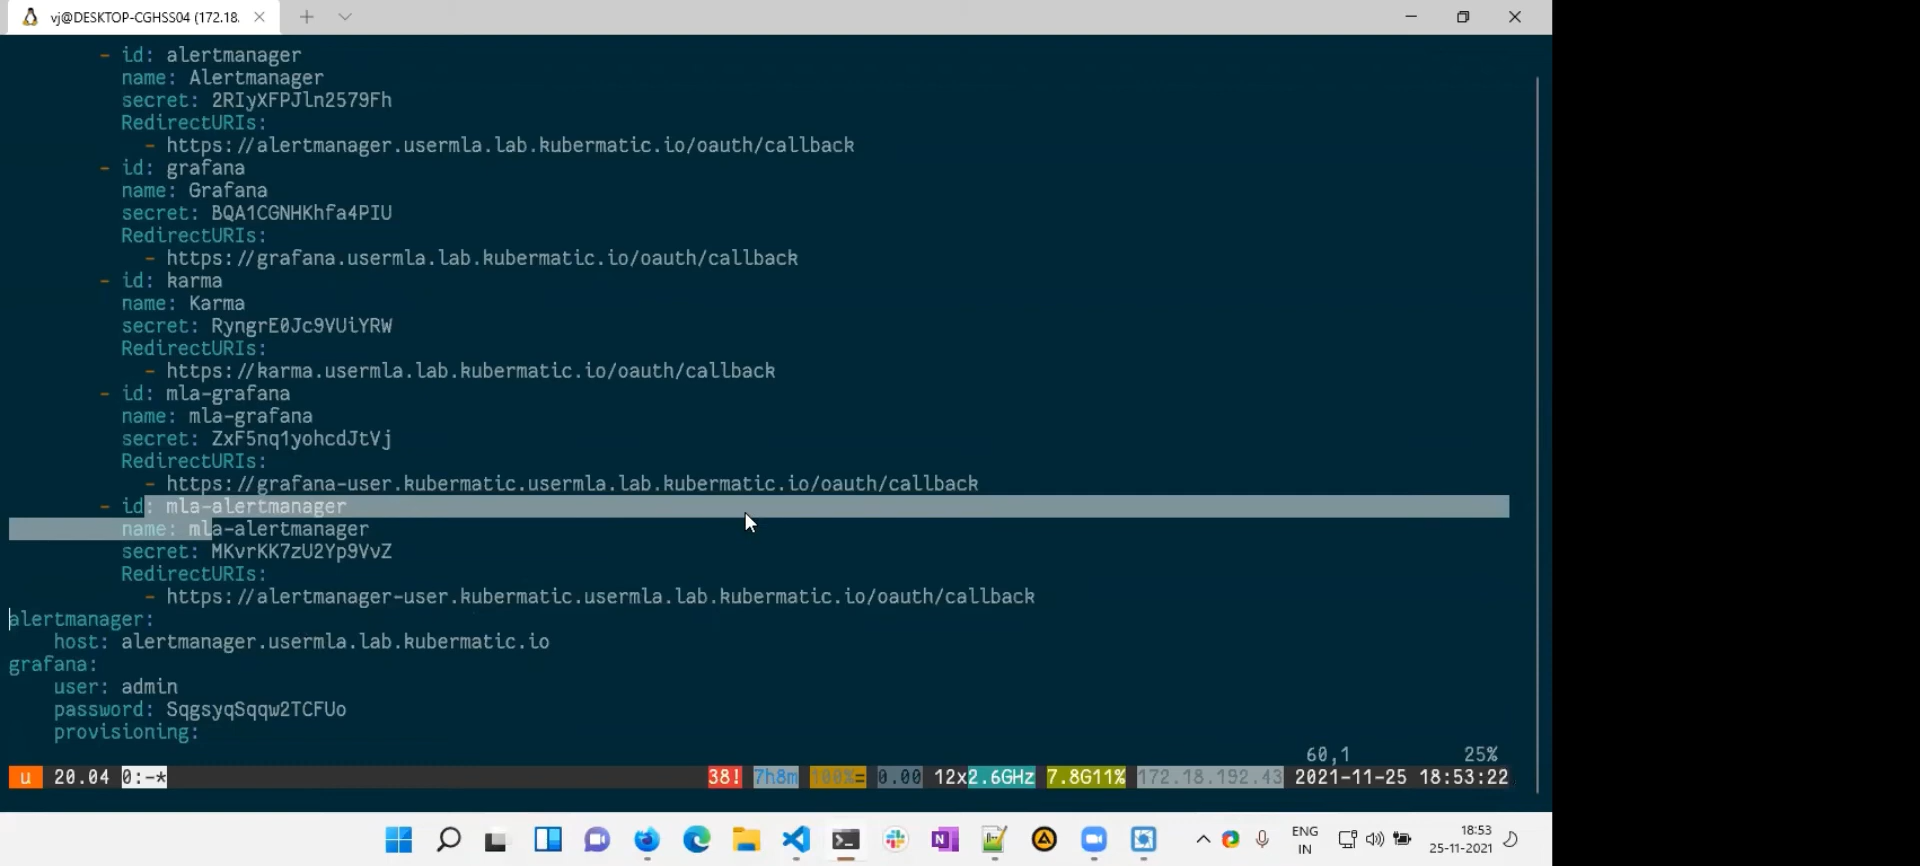 vj@DESKTOP-CGHSS04 (172.18.
- id: alertmanager
name: Alertmanager
secret: 2RIyXFPJln2579Fh
RedirectURIs:
- https://alertmanager.usermla.lab.kubermatic.io/oauth/callback
- id: grafana
name: Grafana
secret: BQA1CGNHKhfa4PIU
RedirectURIs:
- https://grafana.usermla.lab.kubermatic.io/oauth/callback
- id: karma
name: Karma
secret: RyngrE0Jc9VUiYRW
RedirectURIs:
- https://karma.usermla.lab.kubermatic.io/oauth/callback
- id: mla-grafana
name: mla-grafana
secret: ZxF5nq1yohcdJtVj
RedirectURIs:
- https://grafana-user.kubermatic.usermla.lab.kubermatic.io/oauth/callback
- id: mla-alertmanager
name: mla-alertmanager
secret: MKvrKK7zU2Yp9VvZ
RedirectURIs:
- https://alertmanager-user.kubermatic.usermla.lab.kubermatic.io/oauth/callback
alertmanager:
host: alertmanager.usermla.lab.kubermatic.io
grafana:
user: admin
password: SqgsyqSqqw2TCFUo
provisioning:
60,1 25%
u 20.04 0:-* 38! 7h8m 100%= 0.00 12x2.6GHz 7.8G11% 172.18.192.43 2021-11-25 18:53:22
ENG
IN
18:53
25-11-2021